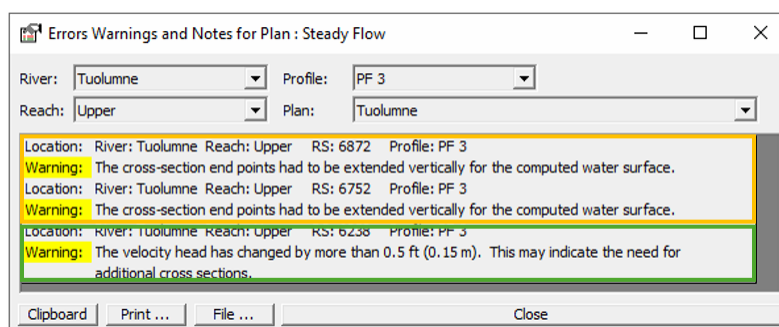 Errors Warnings and Notes for Plan : Steady Flow
River: Tuolumne Profile: PF 3
Reach: Upper Plan: Tuolumne
Location: River: Tuolumne Reach: Upper RS: 6872 Profile: PF 3
Warning: The cross-section end points had to be extended vertically for the computed water surface.
Location: River: Tuolumne Reach: Upper RS: 6752 Profile: PF 3
Warning: The cross-section end points had to be extended vertically for the computed water surface.
Location: River: Tuolumne Reach: Upper RS: 6238 Profile: PF 3
Warning: The velocity head has changed by more than 0.5 ft (0.15 m). This may indicate the need for
additional cross sections.
Clipboard Print ... File ... Close